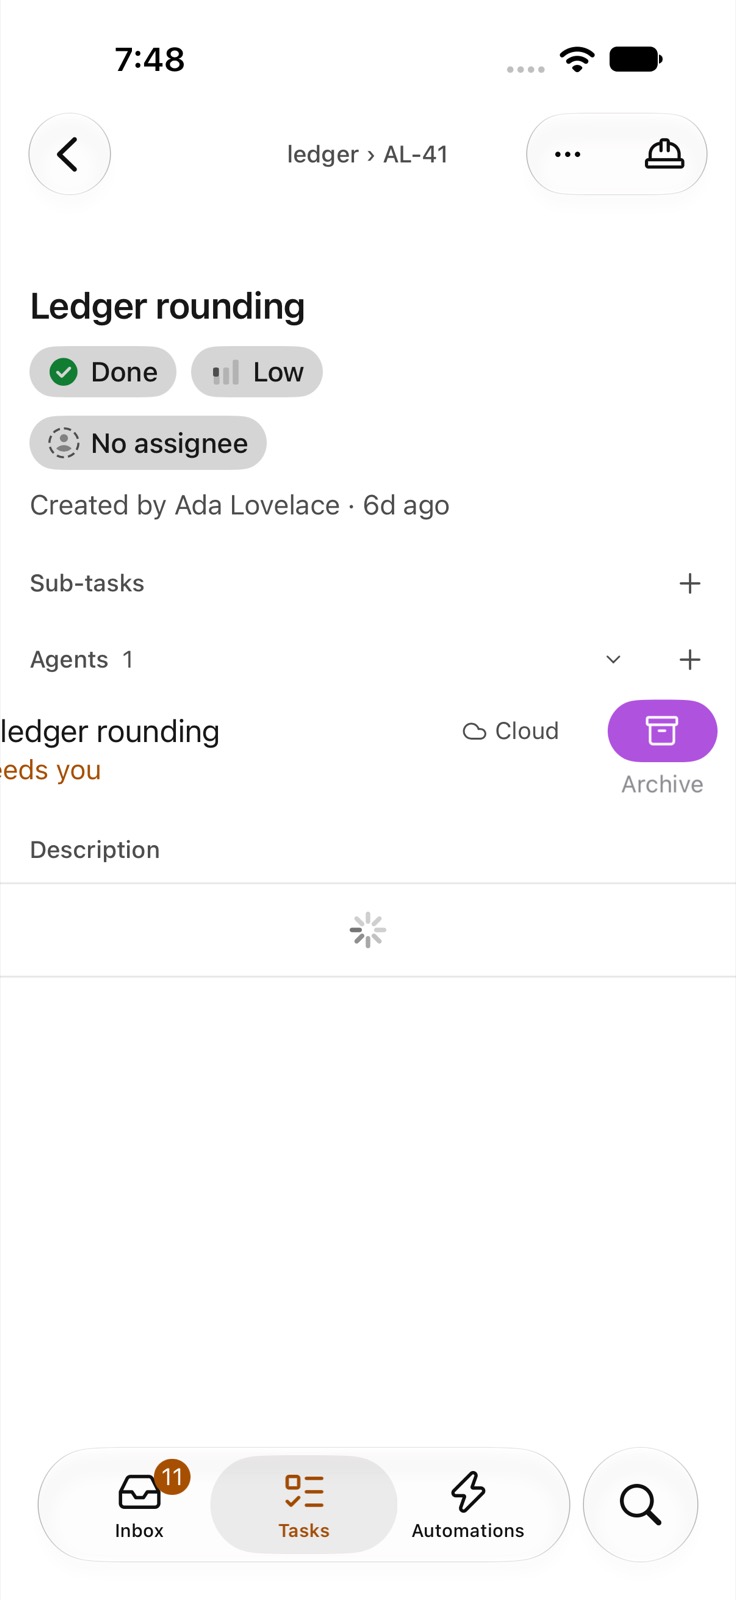 7:48
ledger › AL-41
Ledger rounding
Done
Low
No assignee
Created by Ada Lovelace · 6d ago
Sub-tasks
Agents 1
ledger rounding
Cloud
eeds you
Archive
Description
11
Inbox
Tasks
Automations